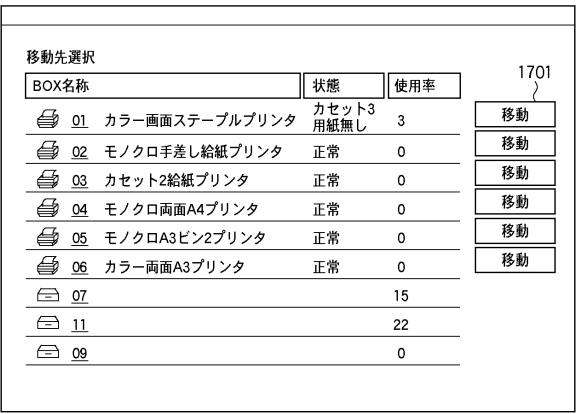 移動先選択
1701
BOX名称 状態 使用率
01 カラー画面ステープルプリンタ カセット3 用紙無し 3 移動
02 モノクロ手差し給紙プリンタ 正常 0 移動
03 カセット2給紙プリンタ 正常 0 移動
04 モノクロ両面A4プリンタ 正常 0 移動
05 モノクロA3ビン2プリンタ 正常 0 移動
06 カラー両面A3プリンタ 正常 0 移動
07 15
11 22
09 0